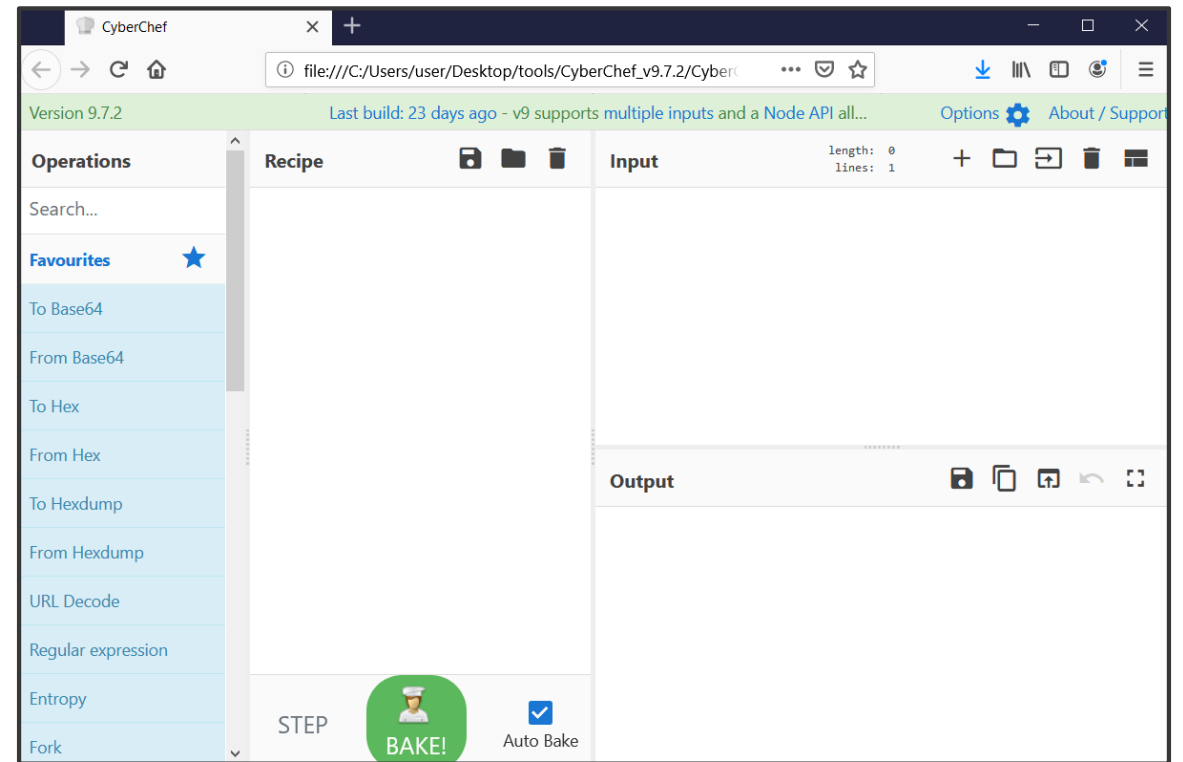 CyberChef
file:///C:/Users/user/Desktop/tools/CyberChef_v9.7.2/Cyber
Version 9.7.2
Last build: 23 days ago - v9 supports multiple inputs and a Node API all...
Options
About / Support
Operations
Search...
Favourites
To Base64
From Base64
To Hex
From Hex
To Hexdump
From Hexdump
URL Decode
Regular expression
Entropy
Fork
Recipe
STEP
BAKE!
Auto Bake
Input
length: 0
lines: 1
Output